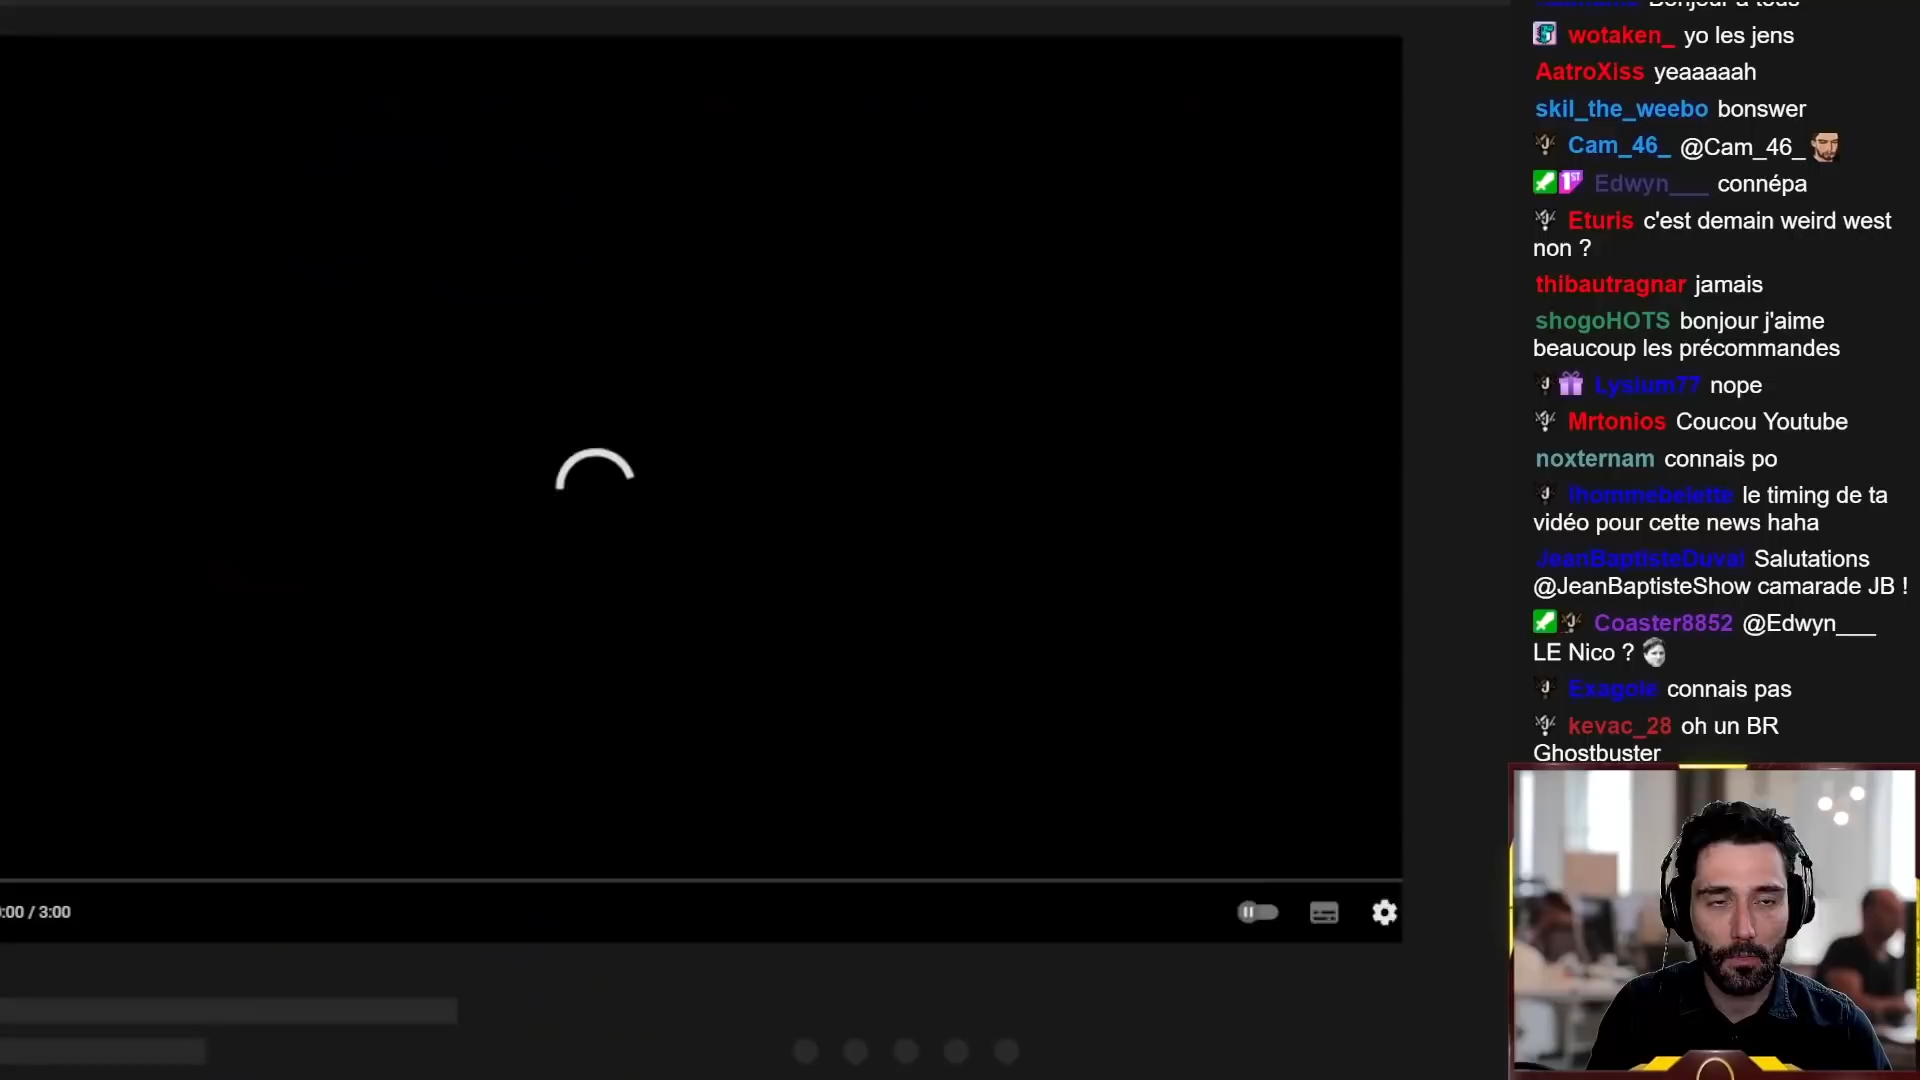 wotaken_ yo les jens
AatroXiss yeaaaaah
skil_the_weebo bonswer
Cam_46_ @Cam_46_
1ST Edwyn___ connépa
Eturis c'est demain weird west
non ?
thibautragnar jamais
shogoHOTS bonjour j'aime
beaucoup les précommandes
Lysium77 nope
Mrtonios Coucou Youtube
noxternam connais po
lhommebelette le timing de ta
vidéo pour cette news haha
JeanBaptisteDuval Salutations
@JeanBaptisteShow camarade JB !
Coaster8852 @Edwyn___
LE Nico ?
Exagole connais pas
kevac_28 oh un BR
Ghostbuster
:00 / 3:00